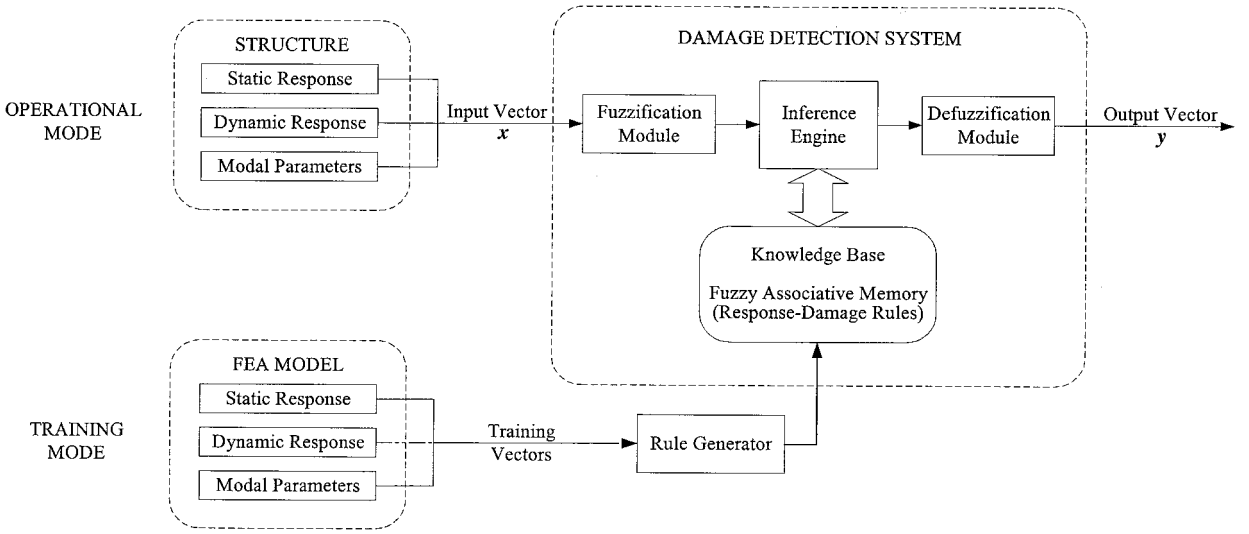 STRUCTURE
Static Response
Dynamic Response
Modal Parameters
OPERATIONAL
MODE
Input Vector
x
DAMAGE DETECTION SYSTEM
Fuzzification
Module
Inference
Engine
Defuzzification
Module
Output Vector
y
Knowledge Base
Fuzzy Associative Memory
(Response-Damage Rules)
FEA MODEL
Static Response
Dynamic Response
Modal Parameters
TRAINING
MODE
Training
Vectors
Rule Generator